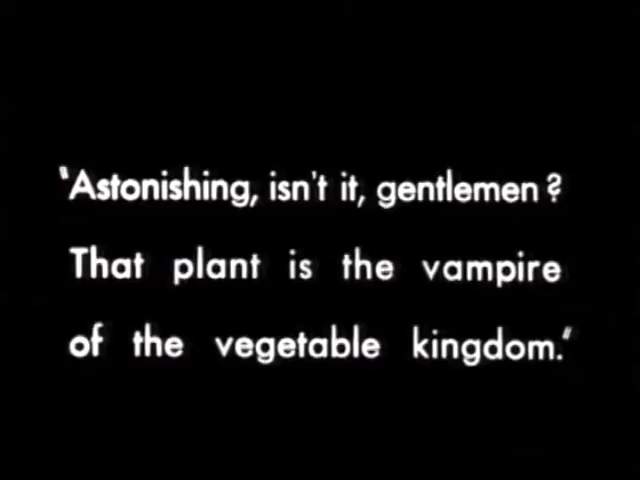 "Astonishing, isn't it, gentlemen?
That plant is the vampire
of the vegetable kingdom."